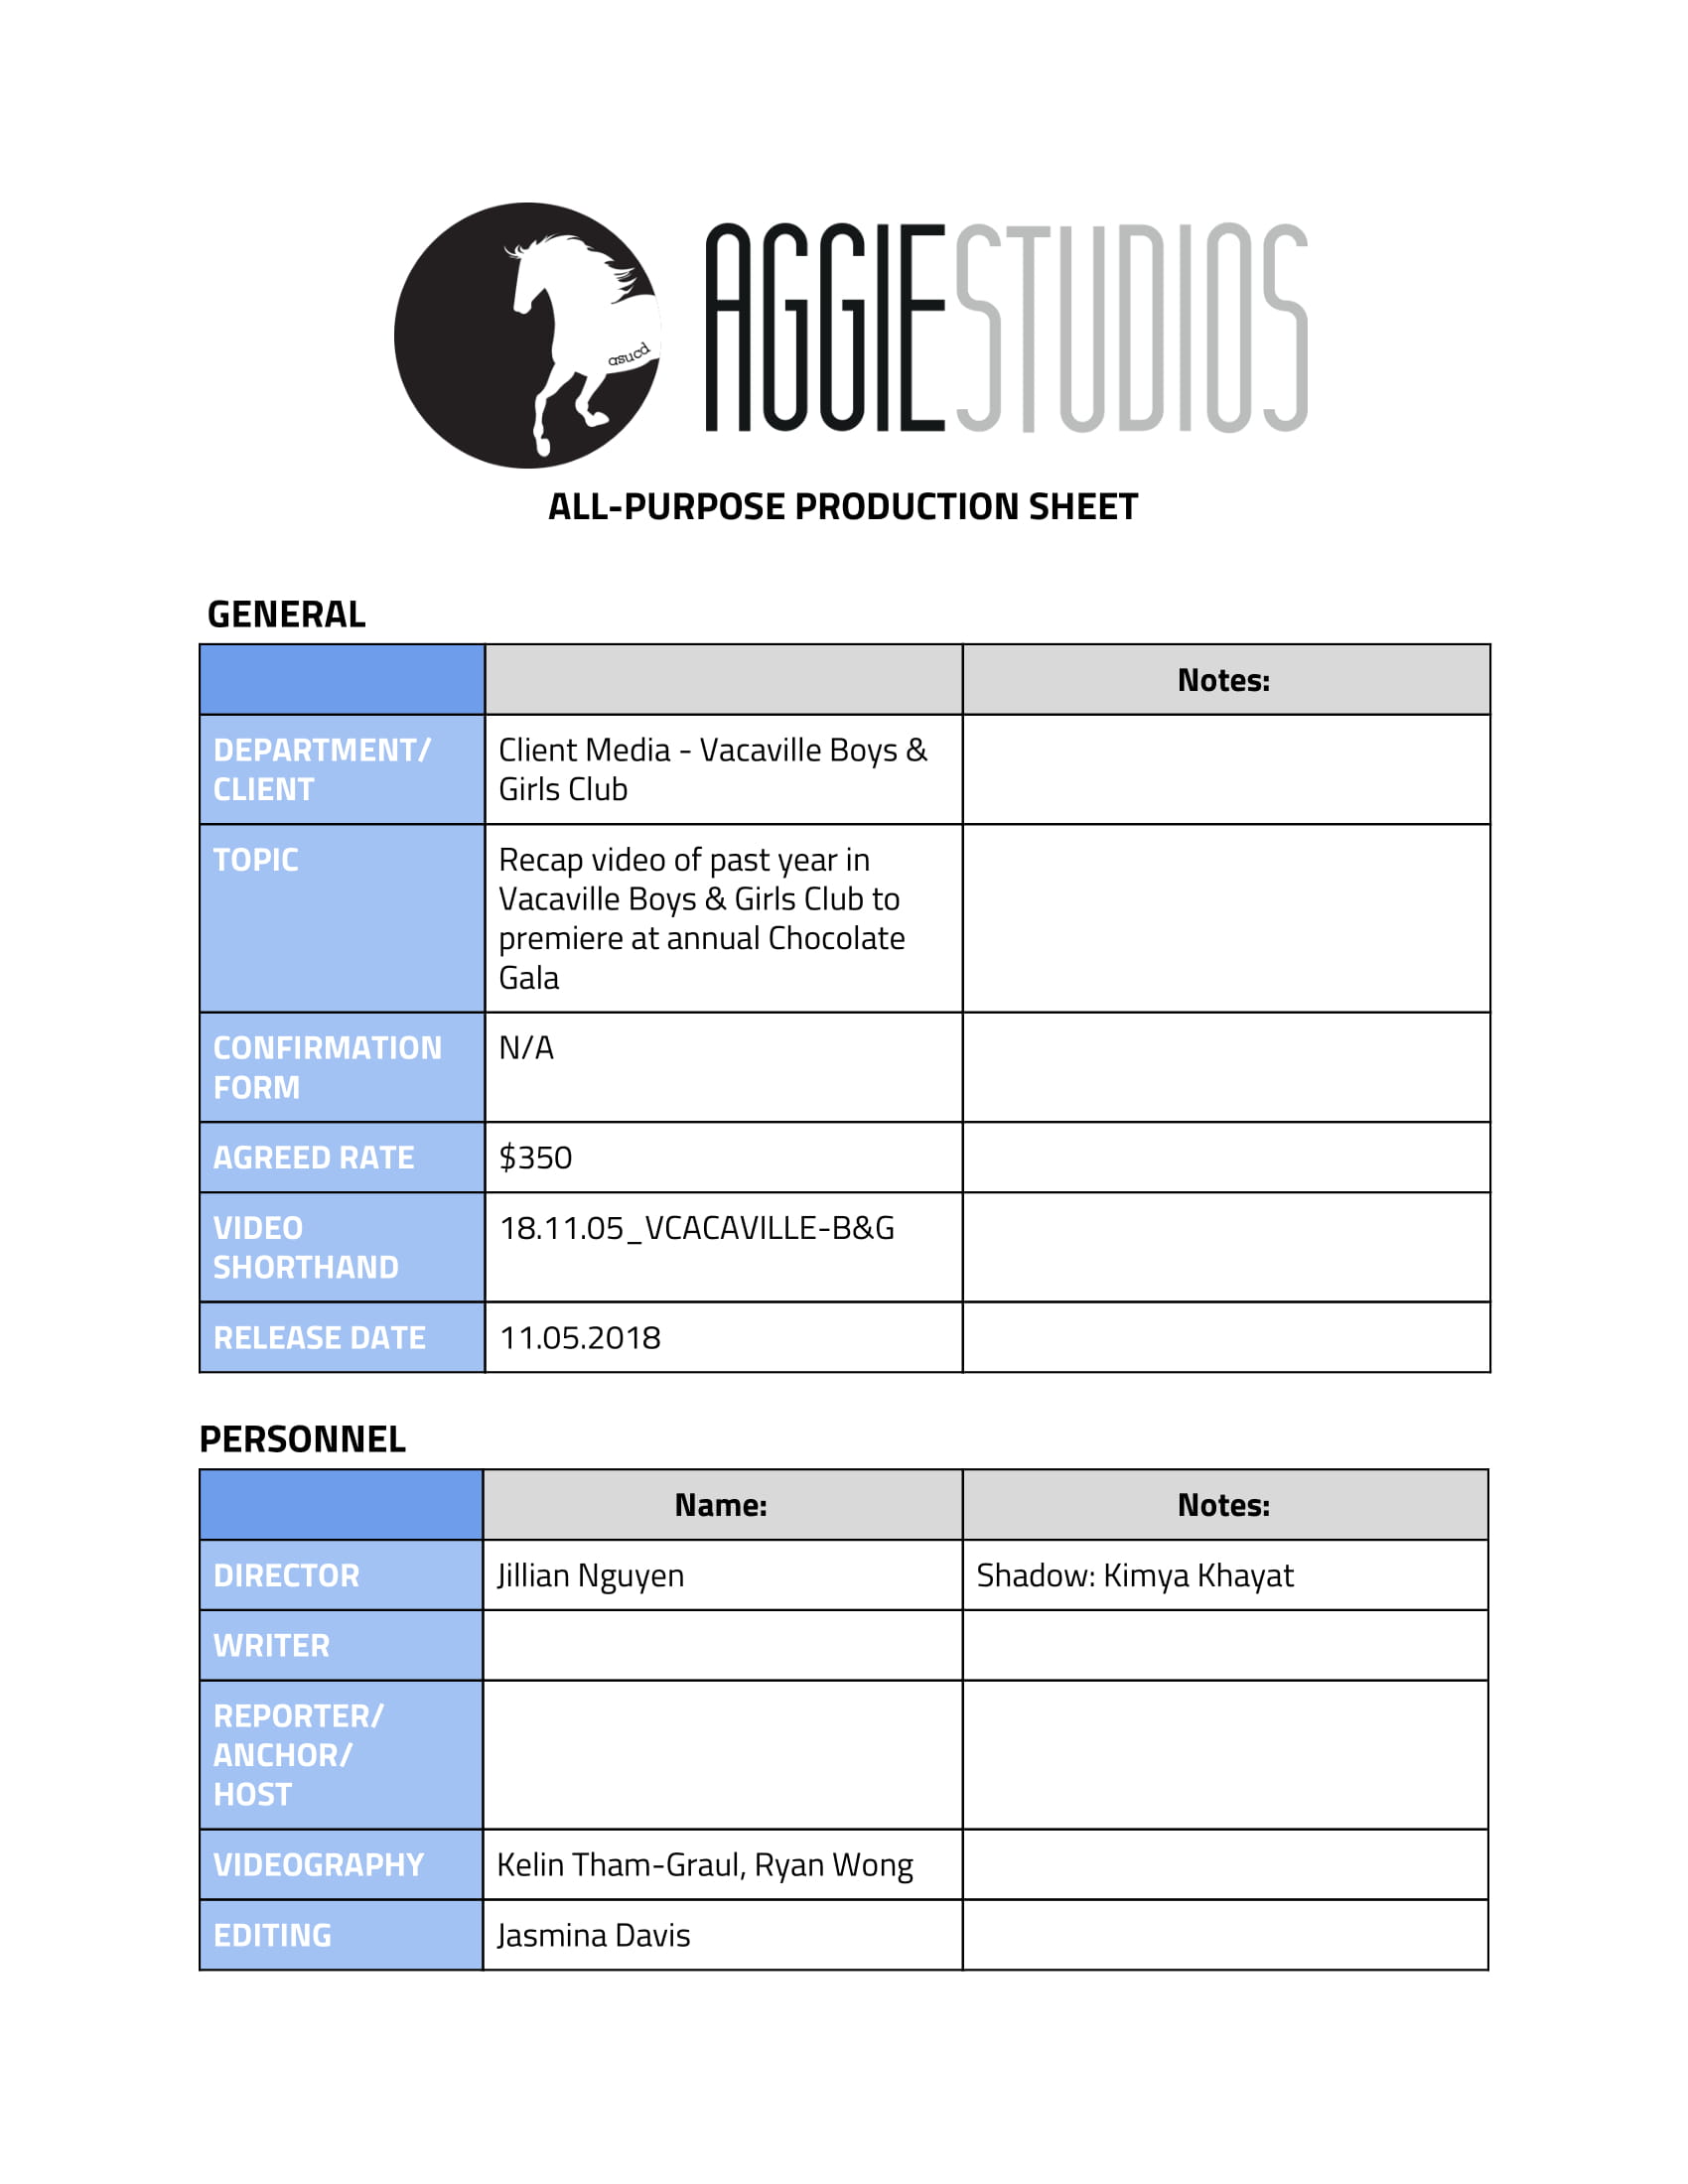 asucd
AGGIESTUDIOS
ALL-PURPOSE PRODUCTION SHEET
GENERAL
Notes:
DEPARTMENT/
CLIENT
Client Media - Vacaville Boys &
Girls Club
TOPIC
Recap video of past year in
Vacaville Boys & Girls Club to
premiere at annual Chocolate
Gala
CONFIRMATION
FORM
N/A
AGREED RATE
$350
VIDEO
SHORTHAND
18.11.05_VCACAVILLE-B&G
RELEASE DATE
11.05.2018
PERSONNEL
Name:
Notes:
DIRECTOR
Jillian Nguyen
Shadow: Kimya Khayat
WRITER
REPORTER/
ANCHOR/
HOST
VIDEOGRAPHY
Kelin Tham-Graul, Ryan Wong
EDITING
Jasmina Davis